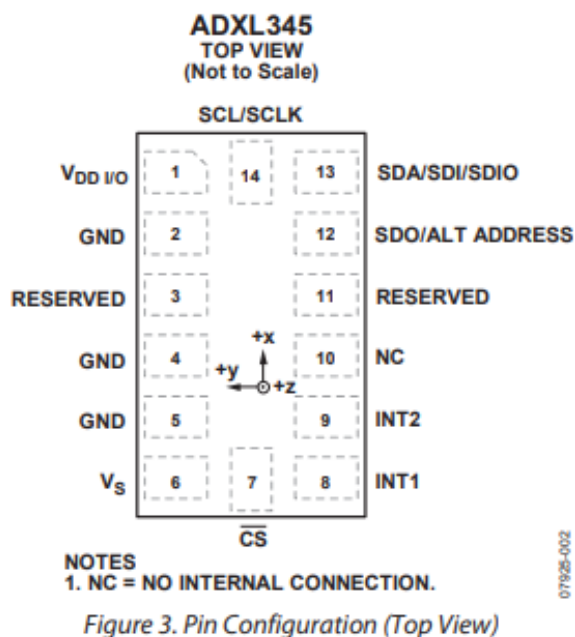 ADXL345
TOP VIEW
(Not to Scale)
SCL/SCLK
VDD I/O 1 14 13 SDA/SDI/SDIO
GND 2 12 SDO/ALT ADDRESS
RESERVED 3 11 RESERVED
+x
GND 4 10 NC
+y +z
GND 5 9 INT2
VS 6 7 8 INT1
CS
NOTES
1. NC = NO INTERNAL CONNECTION.
07925-002
Figure 3. Pin Configuration (Top View)